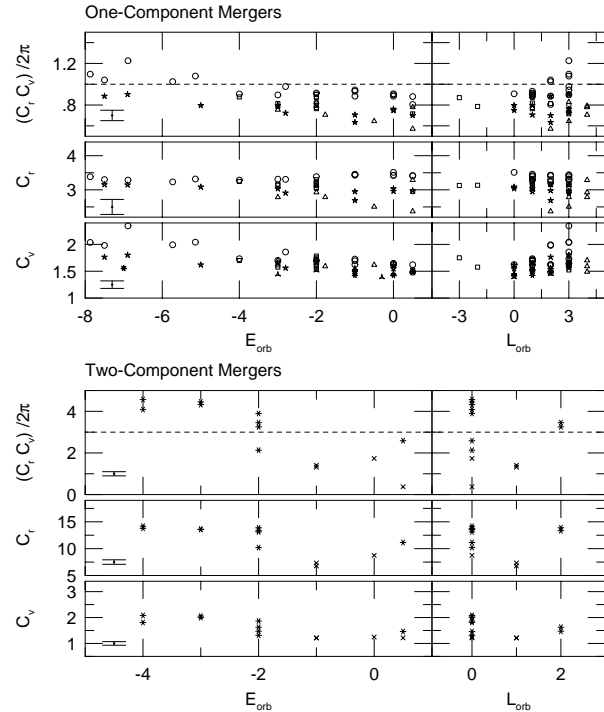 One-Component Mergers
(C_r C_v)/2π
1.2
1
.8
C_r
4
3
C_v
2
1.5
1
-8 -6 -4 -2 0 -3 0 3
E_orb L_orb
Two-Component Mergers
(C_r C_v)/2π
4
2
0
C_r
15
10
5
C_v
3
2
1
-4 -2 0 0 2
E_orb L_orb